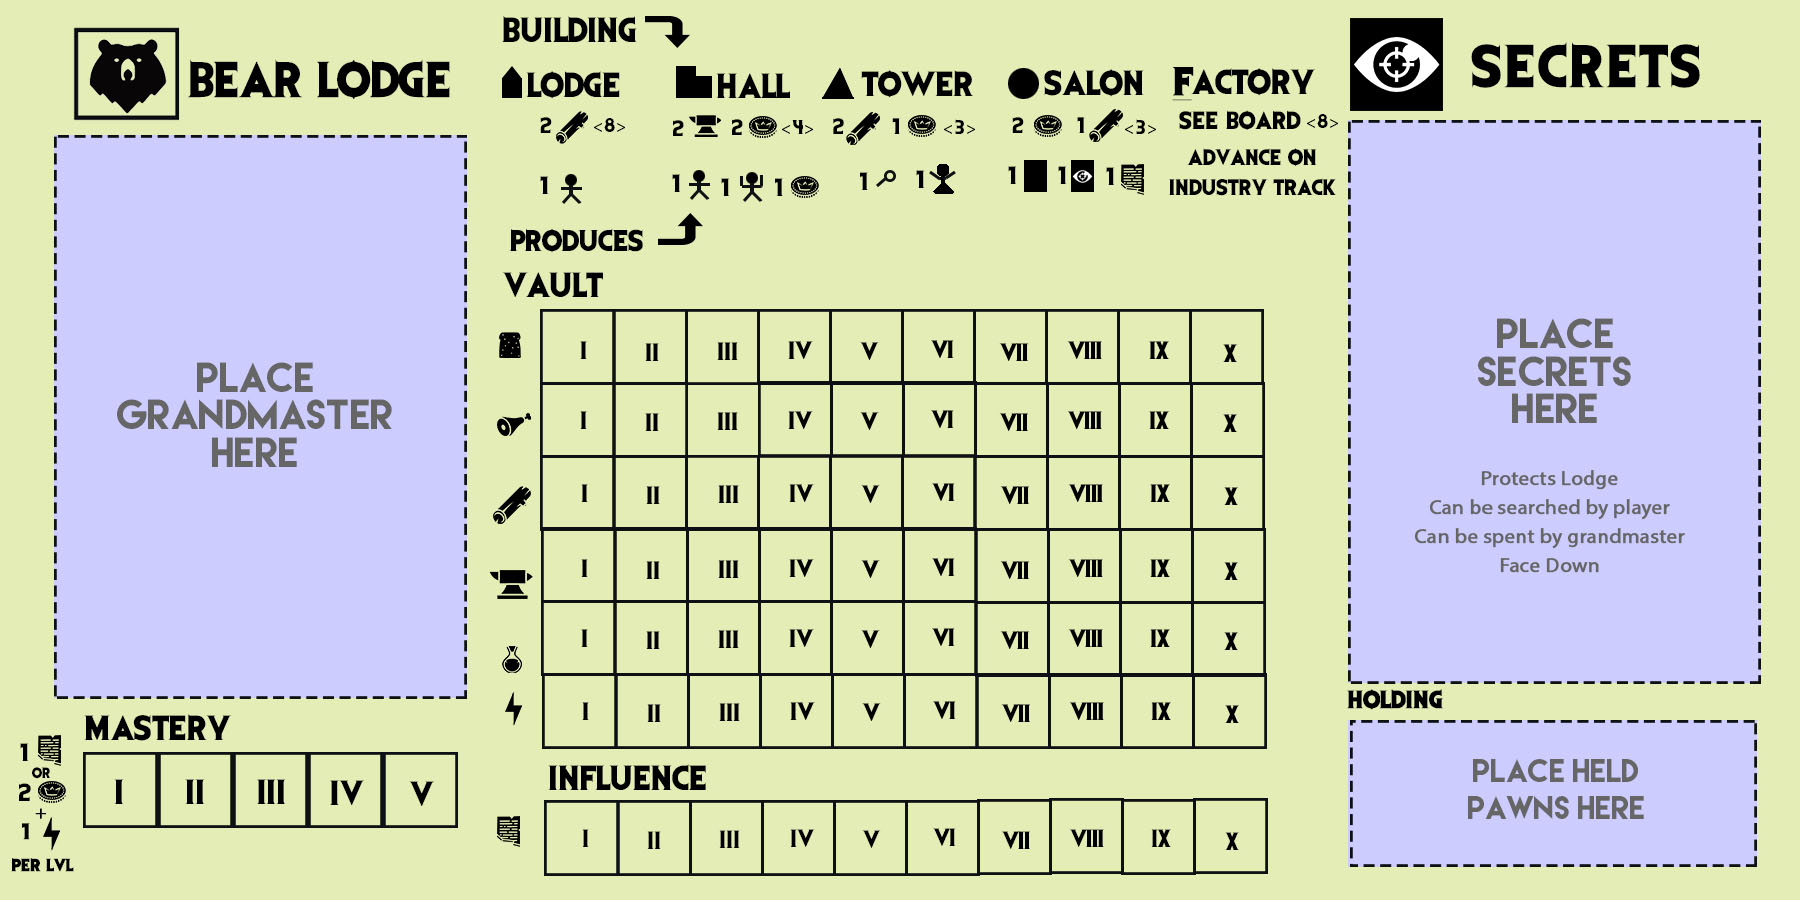 BEAR LODGE
PLACE
GRANDMASTER
HERE
MASTERY
1
OR
2
+
1
PER LVL
I II III IV V
BUILDING
LODGE HALL TOWER SALON FACTORY
2 <8> 2 2 <4> 2 1 <3> 2 1 <3> SEE BOARD <8>
1 1 1 1 1 1 1 1 1 ADVANCE ON
INDUSTRY TRACK
PRODUCES
VAULT
I II III IV V VI VII VIII IX X
I II III IV V VI VII VIII IX X
I II III IV V VI VII VIII IX X
I II III IV V VI VII VIII IX X
I II III IV V VI VII VIII IX X
I II III IV V VI VII VIII IX X
INFLUENCE
I II III IV V VI VII VIII IX X
SECRETS
PLACE
SECRETS
HERE
Protects Lodge
Can be searched by player
Can be spent by grandmaster
Face Down
HOLDING
PLACE HELD
PAWNS HERE